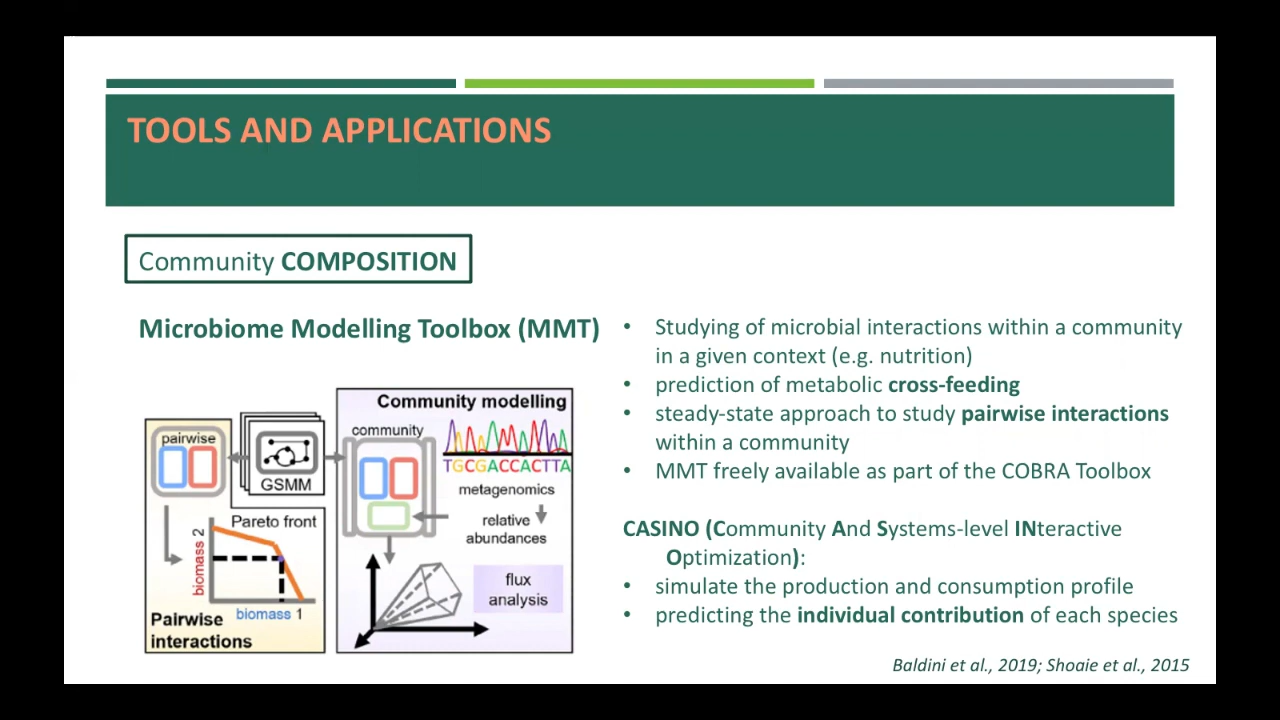 TOOLS AND APPLICATIONS
Community COMPOSITION
Microbiome Modelling Toolbox (MMT)
pairwise
GSMM
Pareto front
biomass 2
biomass 1
Pairwise
interactions
Community modelling
community
TGCGACCACTTA
metagenomics
relative
abundances
flux
analysis
• Studying of microbial interactions within a community
in a given context (e.g. nutrition)
• prediction of metabolic cross-feeding
• steady-state approach to study pairwise interactions
within a community
• MMT freely available as part of the COBRA Toolbox
CASINO (Community And Systems-level INteractive
Optimization):
• simulate the production and consumption profile
• predicting the individual contribution of each species
Baldini et al., 2019; Shoaie et al., 2015